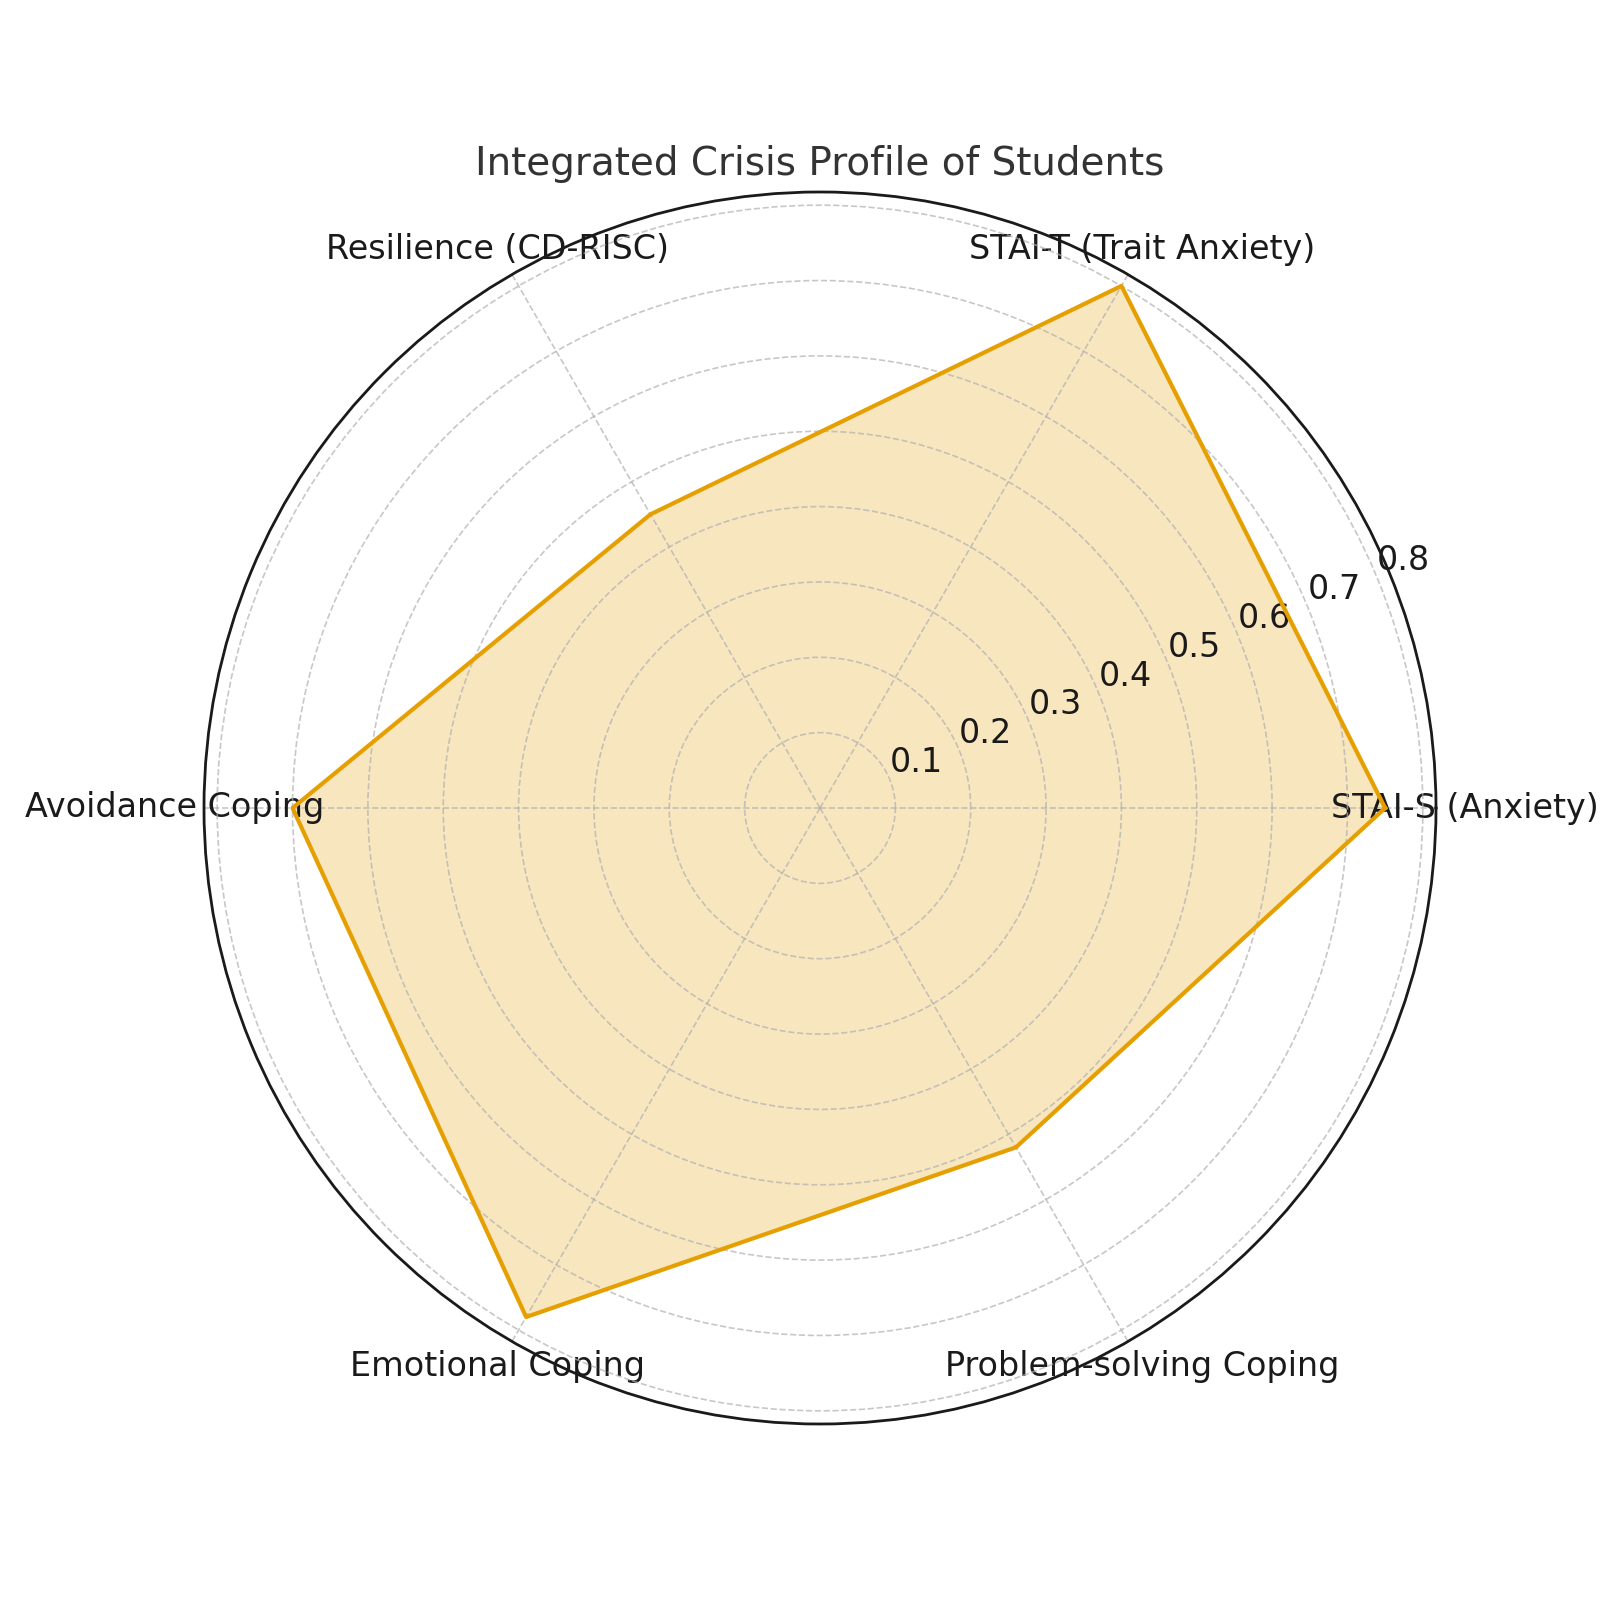 Integrated Crisis Profile of Students
Resilience (CD-RISC)
STAI-T (Trait Anxiety)
0.8
0.7
0.6
0.5
0.4
0.3
0.2
0.1
Avoidance Coping
STAI-S (Anxiety)
Emotional Coping
Problem-solving Coping